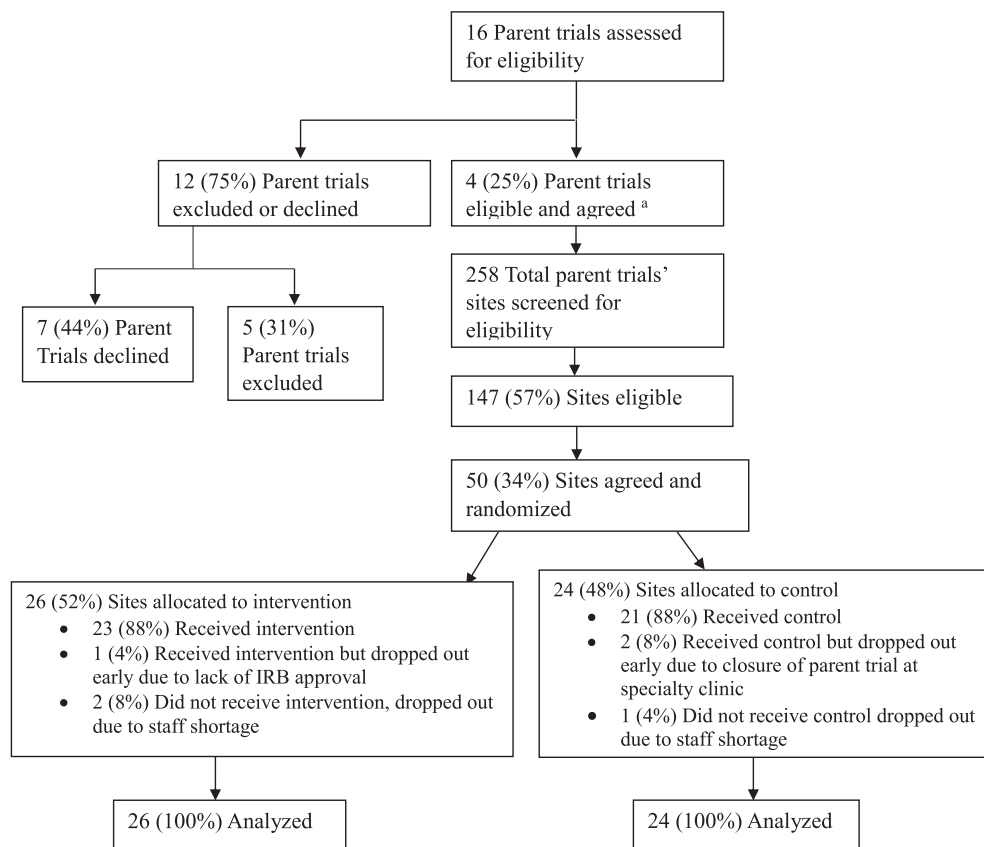 16 Parent trials assessed
for eligibility
12 (75%) Parent trials
excluded or declined
4 (25%) Parent trials
eligible and agreed ᵃ
7 (44%) Parent
Trials declined
5 (31%)
Parent trials
excluded
258 Total parent trials’
sites screened for
eligibility
147 (57%) Sites eligible
50 (34%) Sites agreed and
randomized
26 (52%) Sites allocated to intervention
• 23 (88%) Received intervention
• 1 (4%) Received intervention but dropped out
early due to lack of IRB approval
• 2 (8%) Did not receive intervention, dropped out
due to staff shortage
24 (48%) Sites allocated to control
• 21 (88%) Received control
• 2 (8%) Received control but dropped out
early due to closure of parent trial at
specialty clinic
• 1 (4%) Did not receive control dropped out
due to staff shortage
26 (100%) Analyzed
24 (100%) Analyzed